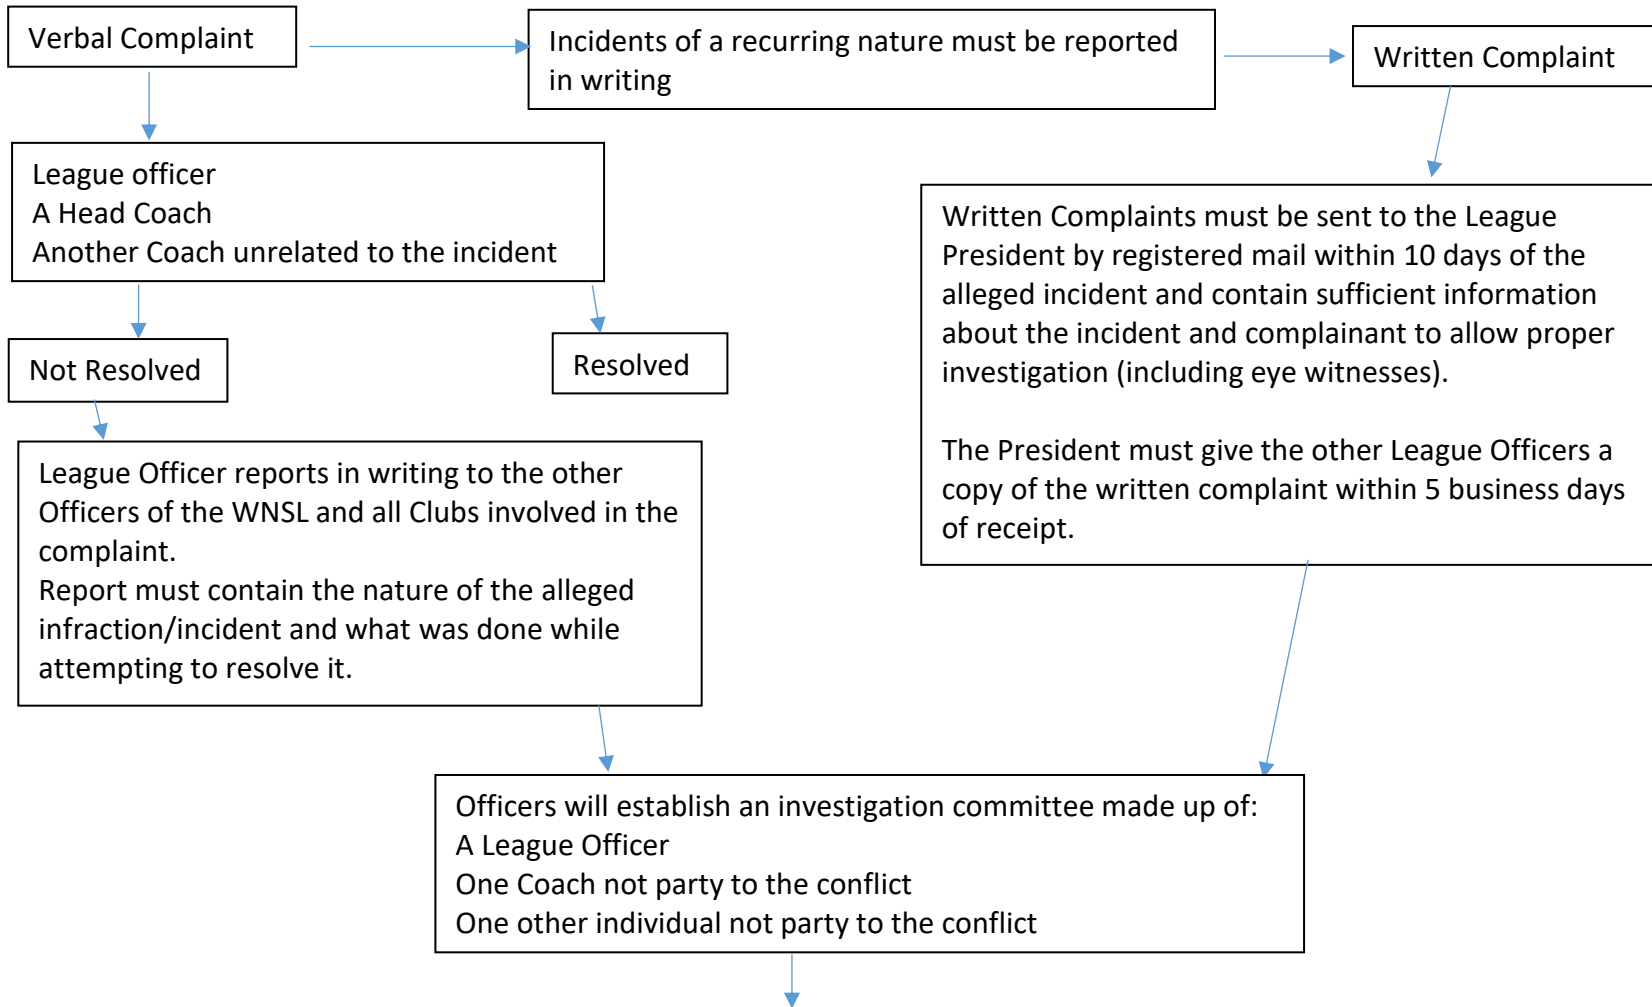 Verbal Complaint
Incidents of a recurring nature must be reported
in writing
Written Complaint
League officer
A Head Coach
Another Coach unrelated to the incident
Not Resolved
Resolved
League Officer reports in writing to the other
Officers of the WNSL and all Clubs involved in the
complaint.
Report must contain the nature of the alleged
infraction/incident and what was done while
attempting to resolve it.
Written Complaints must be sent to the League
President by registered mail within 10 days of the
alleged incident and contain sufficient information
about the incident and complainant to allow proper
investigation (including eye witnesses).
The President must give the other League Officers a
copy of the written complaint within 5 business days
of receipt.
Officers will establish an investigation committee made up of:
A League Officer
One Coach not party to the conflict
One other individual not party to the conflict